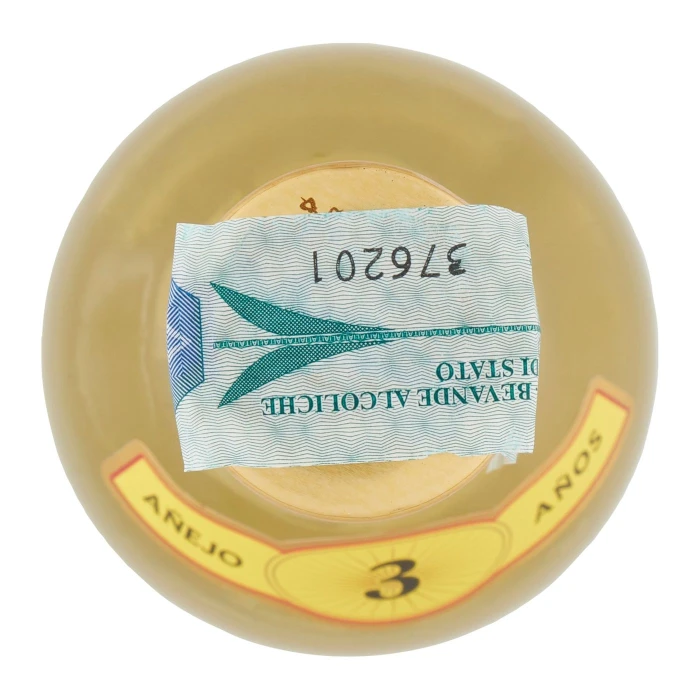 -BEVANDE ALCOLICHE
DI STATO
376201
AÑEJO 3 AÑOS